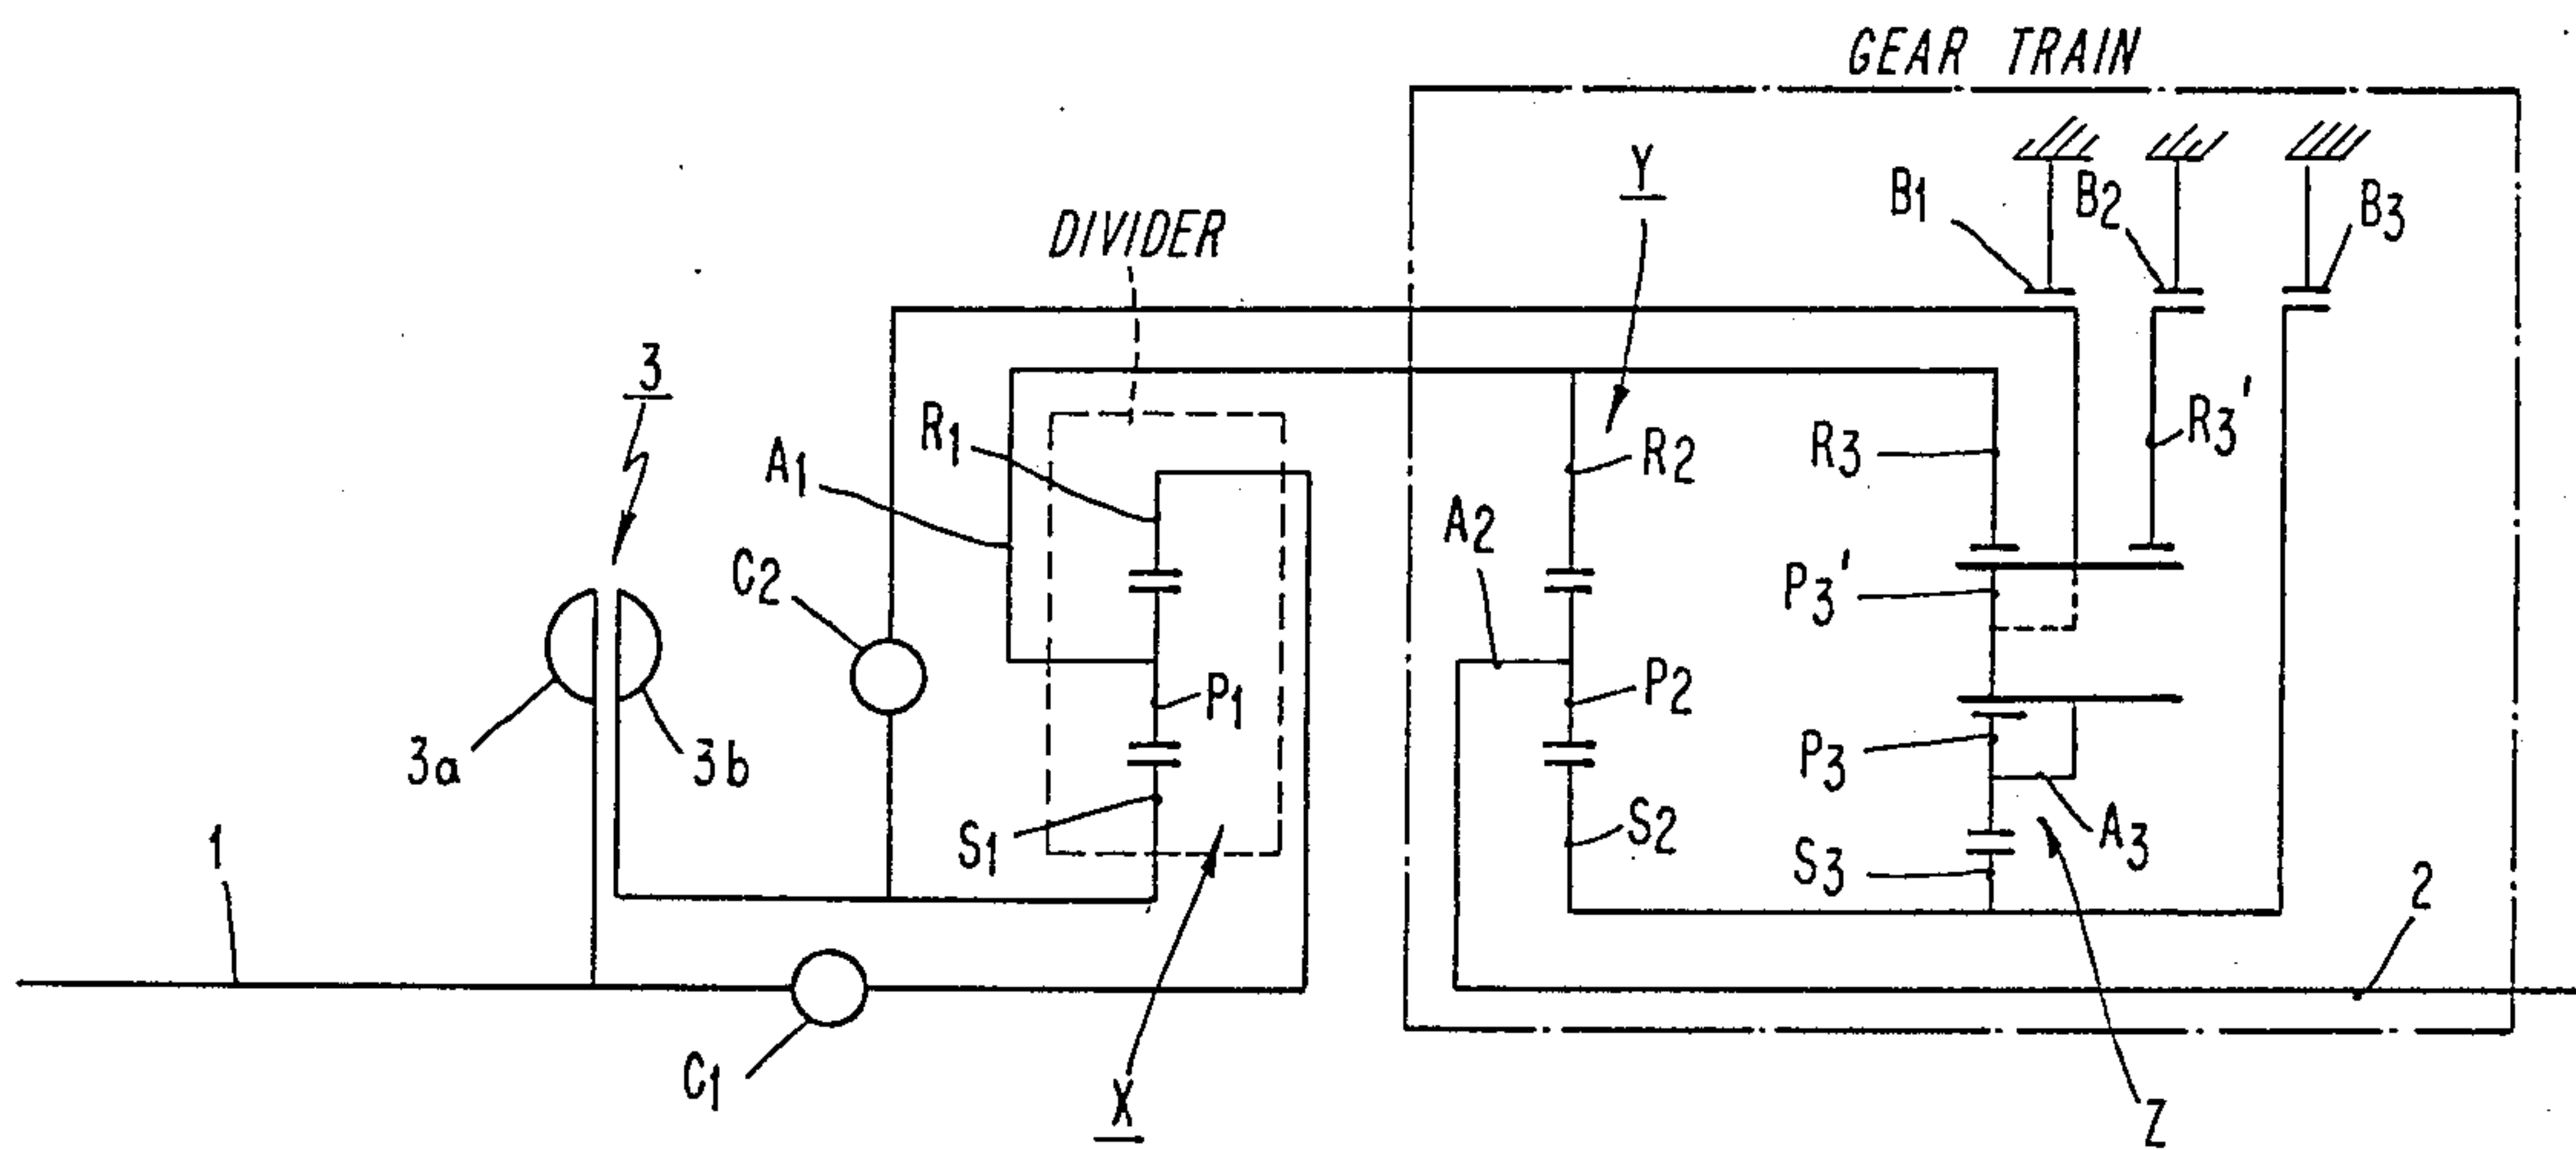 GEAR TRAIN
DIVIDER
Y
B1
B2
B3
3
A1
R1
R2
R3
R3'
A2
C2
P3'
P1
P2
3a
3b
P3
S1
S2
S3
A3
1
2
C1
X
Z